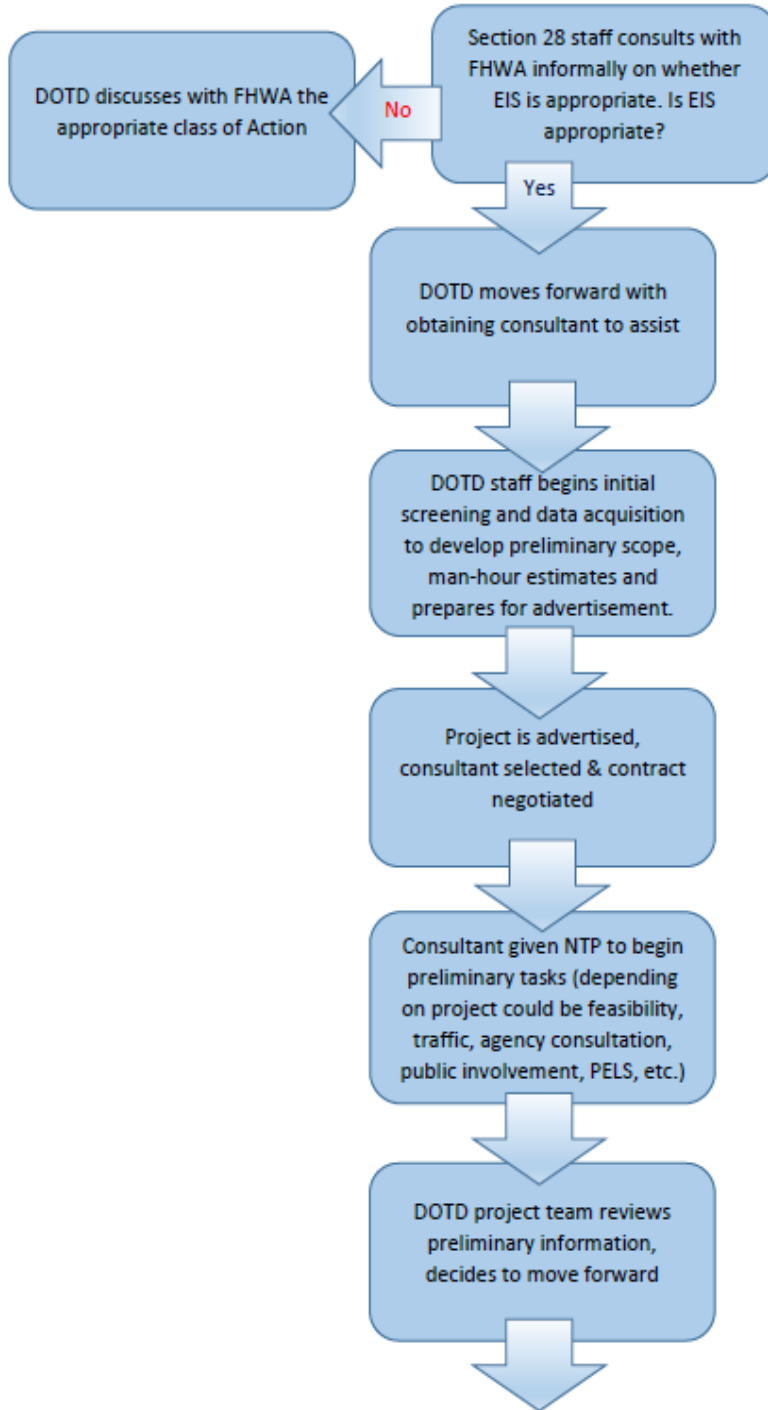 Section 28 staff consults with
FHWA informally on whether
EIS is appropriate. Is EIS
appropriate?
No
DOTD discusses with FHWA the
appropriate class of Action
Yes
DOTD moves forward with
obtaining consultant to assist
DOTD staff begins initial
screening and data acquisition
to develop preliminary scope,
man-hour estimates and
prepares for advertisement.
Project is advertised,
consultant selected & contract
negotiated
Consultant given NTP to begin
preliminary tasks (depending
on project could be feasibility,
traffic, agency consultation,
public involvement, PELS, etc.)
DOTD project team reviews
preliminary information,
decides to move forward